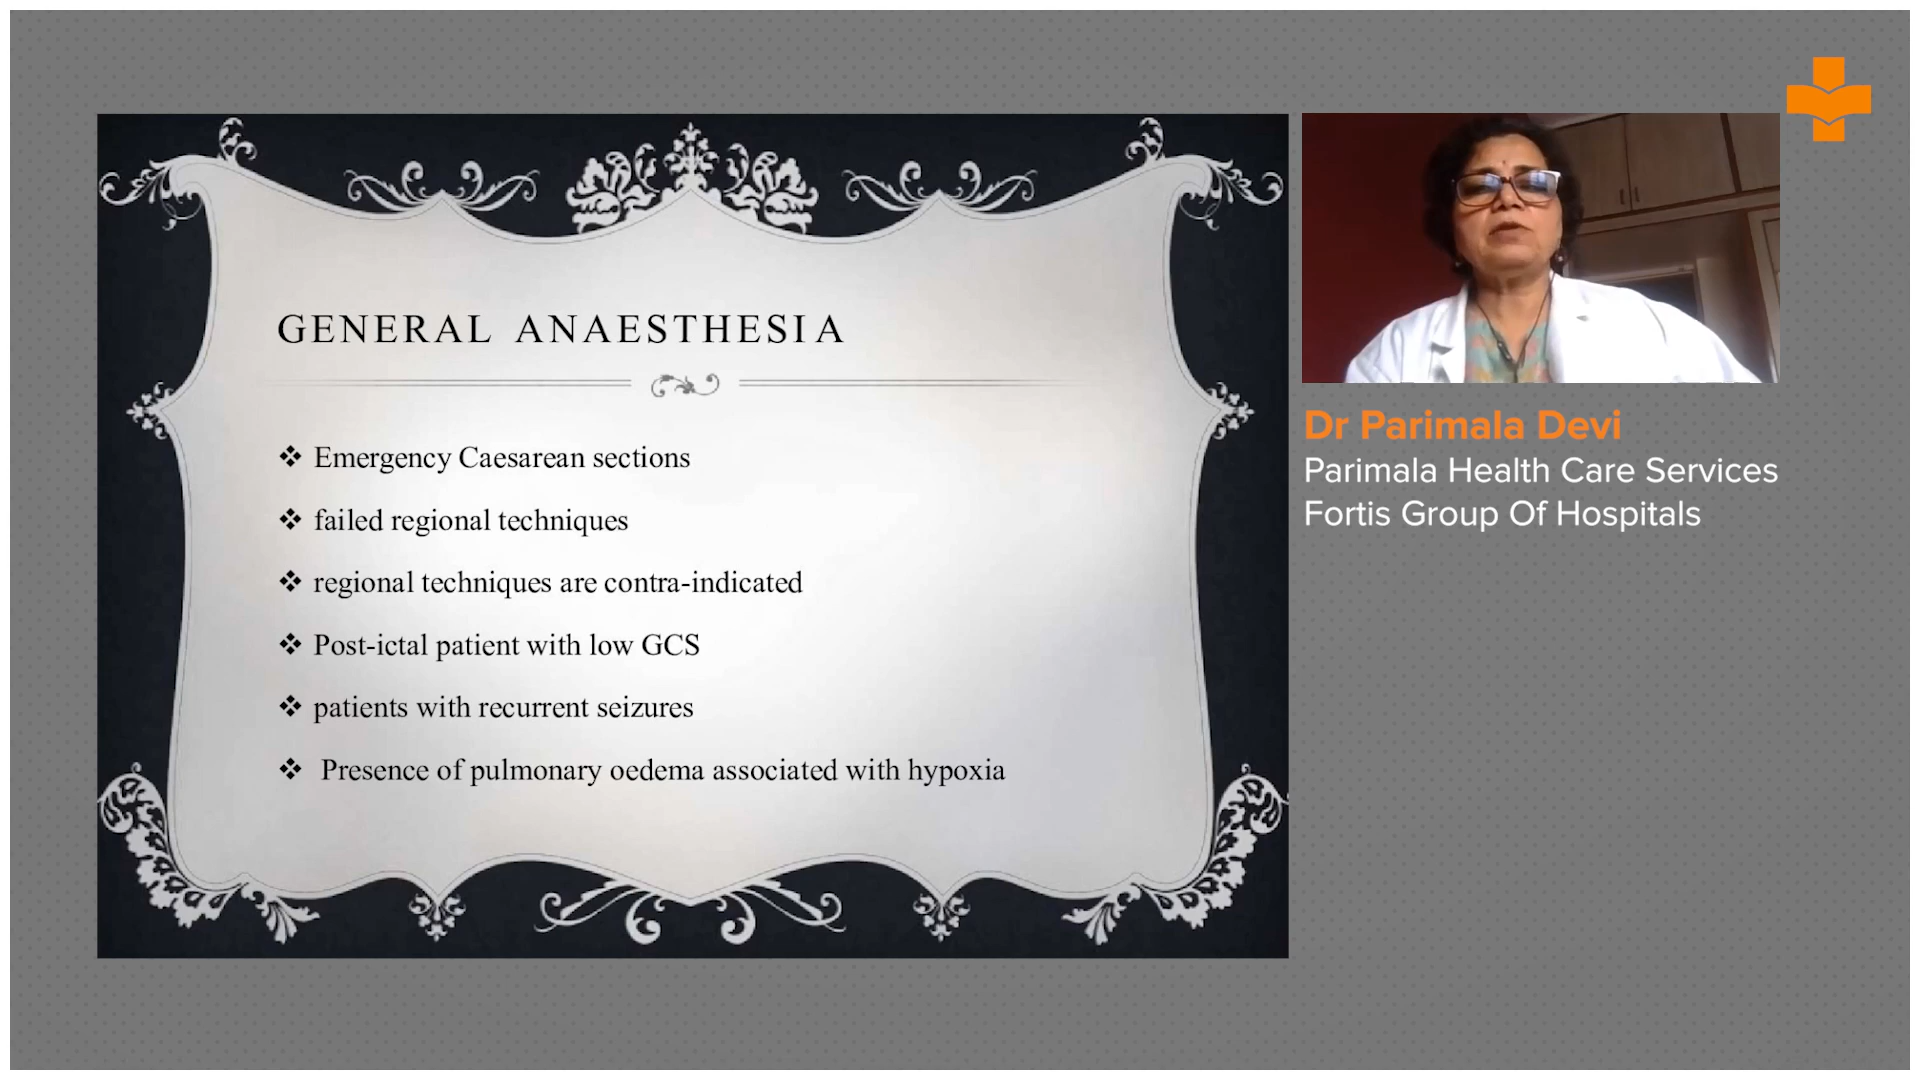 GENERAL ANAESTHESIA
Emergency Caesarean sections
failed regional techniques
regional techniques are contra-indicated
Post-ictal patient with low GCS
patients with recurrent seizures
Presence of pulmonary oedema associated with hypoxia
Dr Parimala Devi
Parimala Health Care Services
Fortis Group Of Hospitals